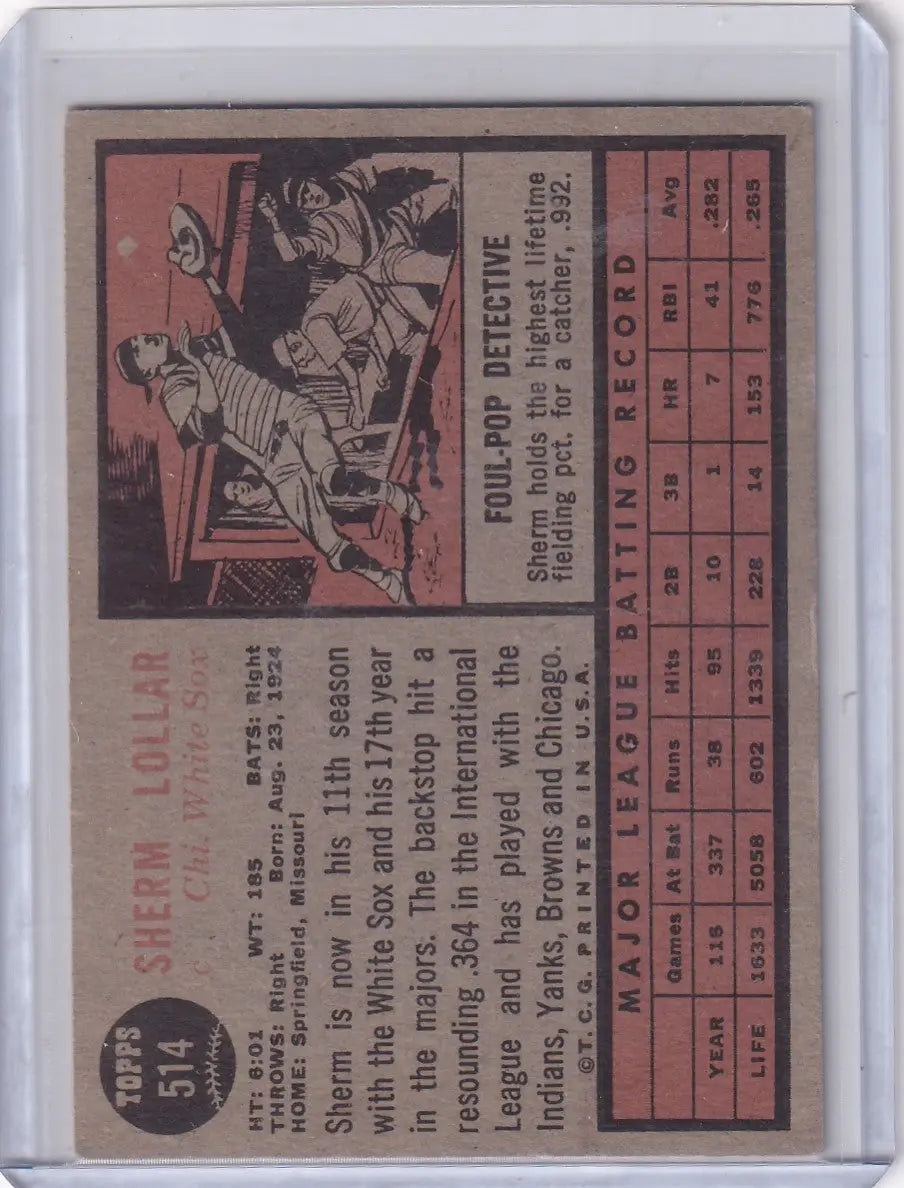 TOPPS
514
SHERM LOLLAR
C Chi. White Sox
HT: 6:01 WT: 185 BATS: Right
THROWS: Right Born: Aug. 23, 1924
HOME: Springfield, Missouri
Sherm is now in his 11th season
with the White Sox and his 17th year
in the majors. The backstop hit a
resounding .364 in the International
League and has played with the
Indians, Yanks, Browns and Chicago.
©T. C. G. PRINTED IN U. S. A.
FOUL-POP DETECTIVE
Sherm holds the highest lifetime
fielding pct. for a catcher, .992.
MAJOR LEAGUE BATTING RECORD
Games At Bat Runs Hits 2B 3B HR RBI Avg
YEAR 116 337 38 95 10 1 7 41 .282
LIFE 1633 5058 602 1339 228 14 153 776 .265